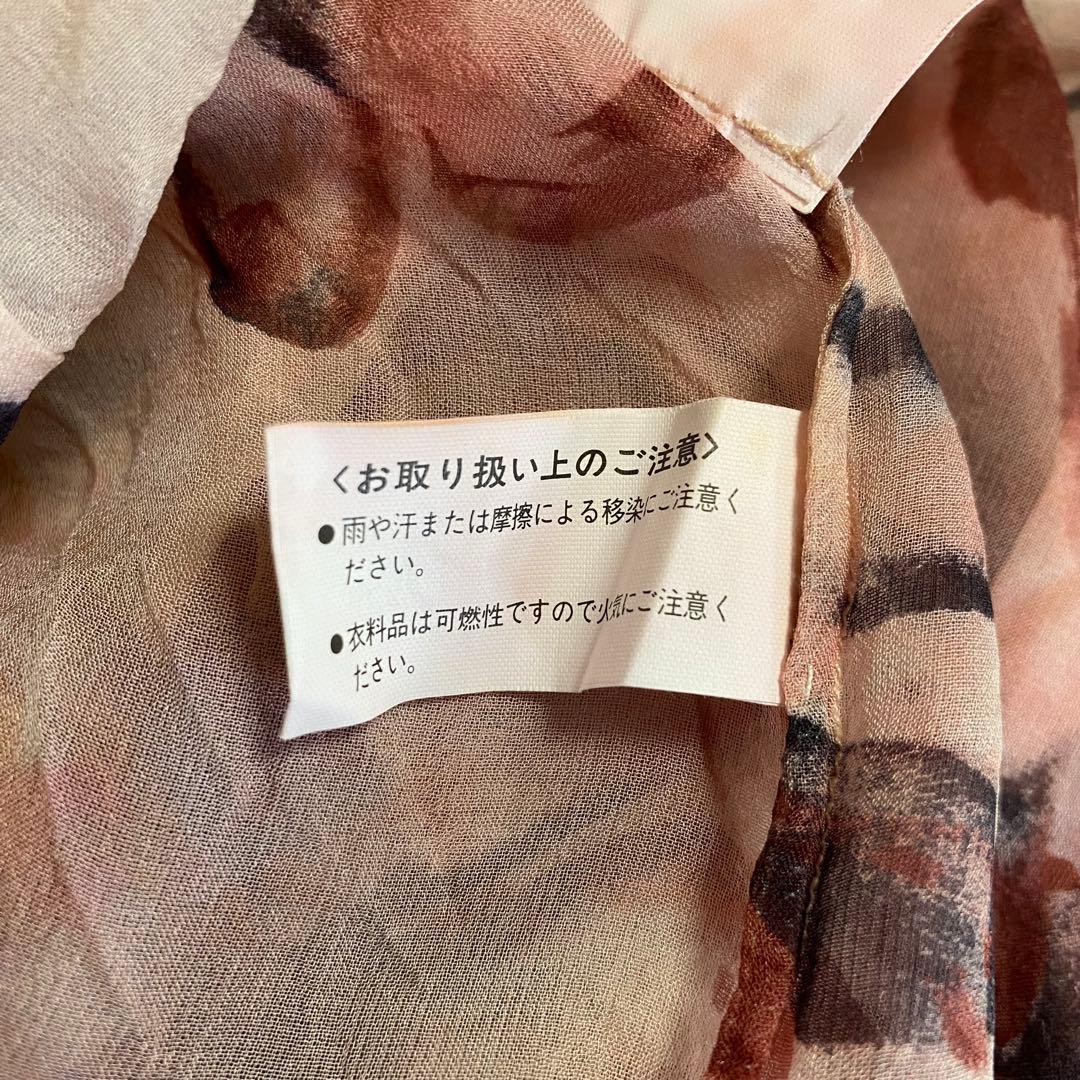 〈お取り扱い上のご注意〉
●雨や汗または摩擦による移染にご注意く
ださい。
●衣料品は可燃性ですので火気にご注意く
ださい。